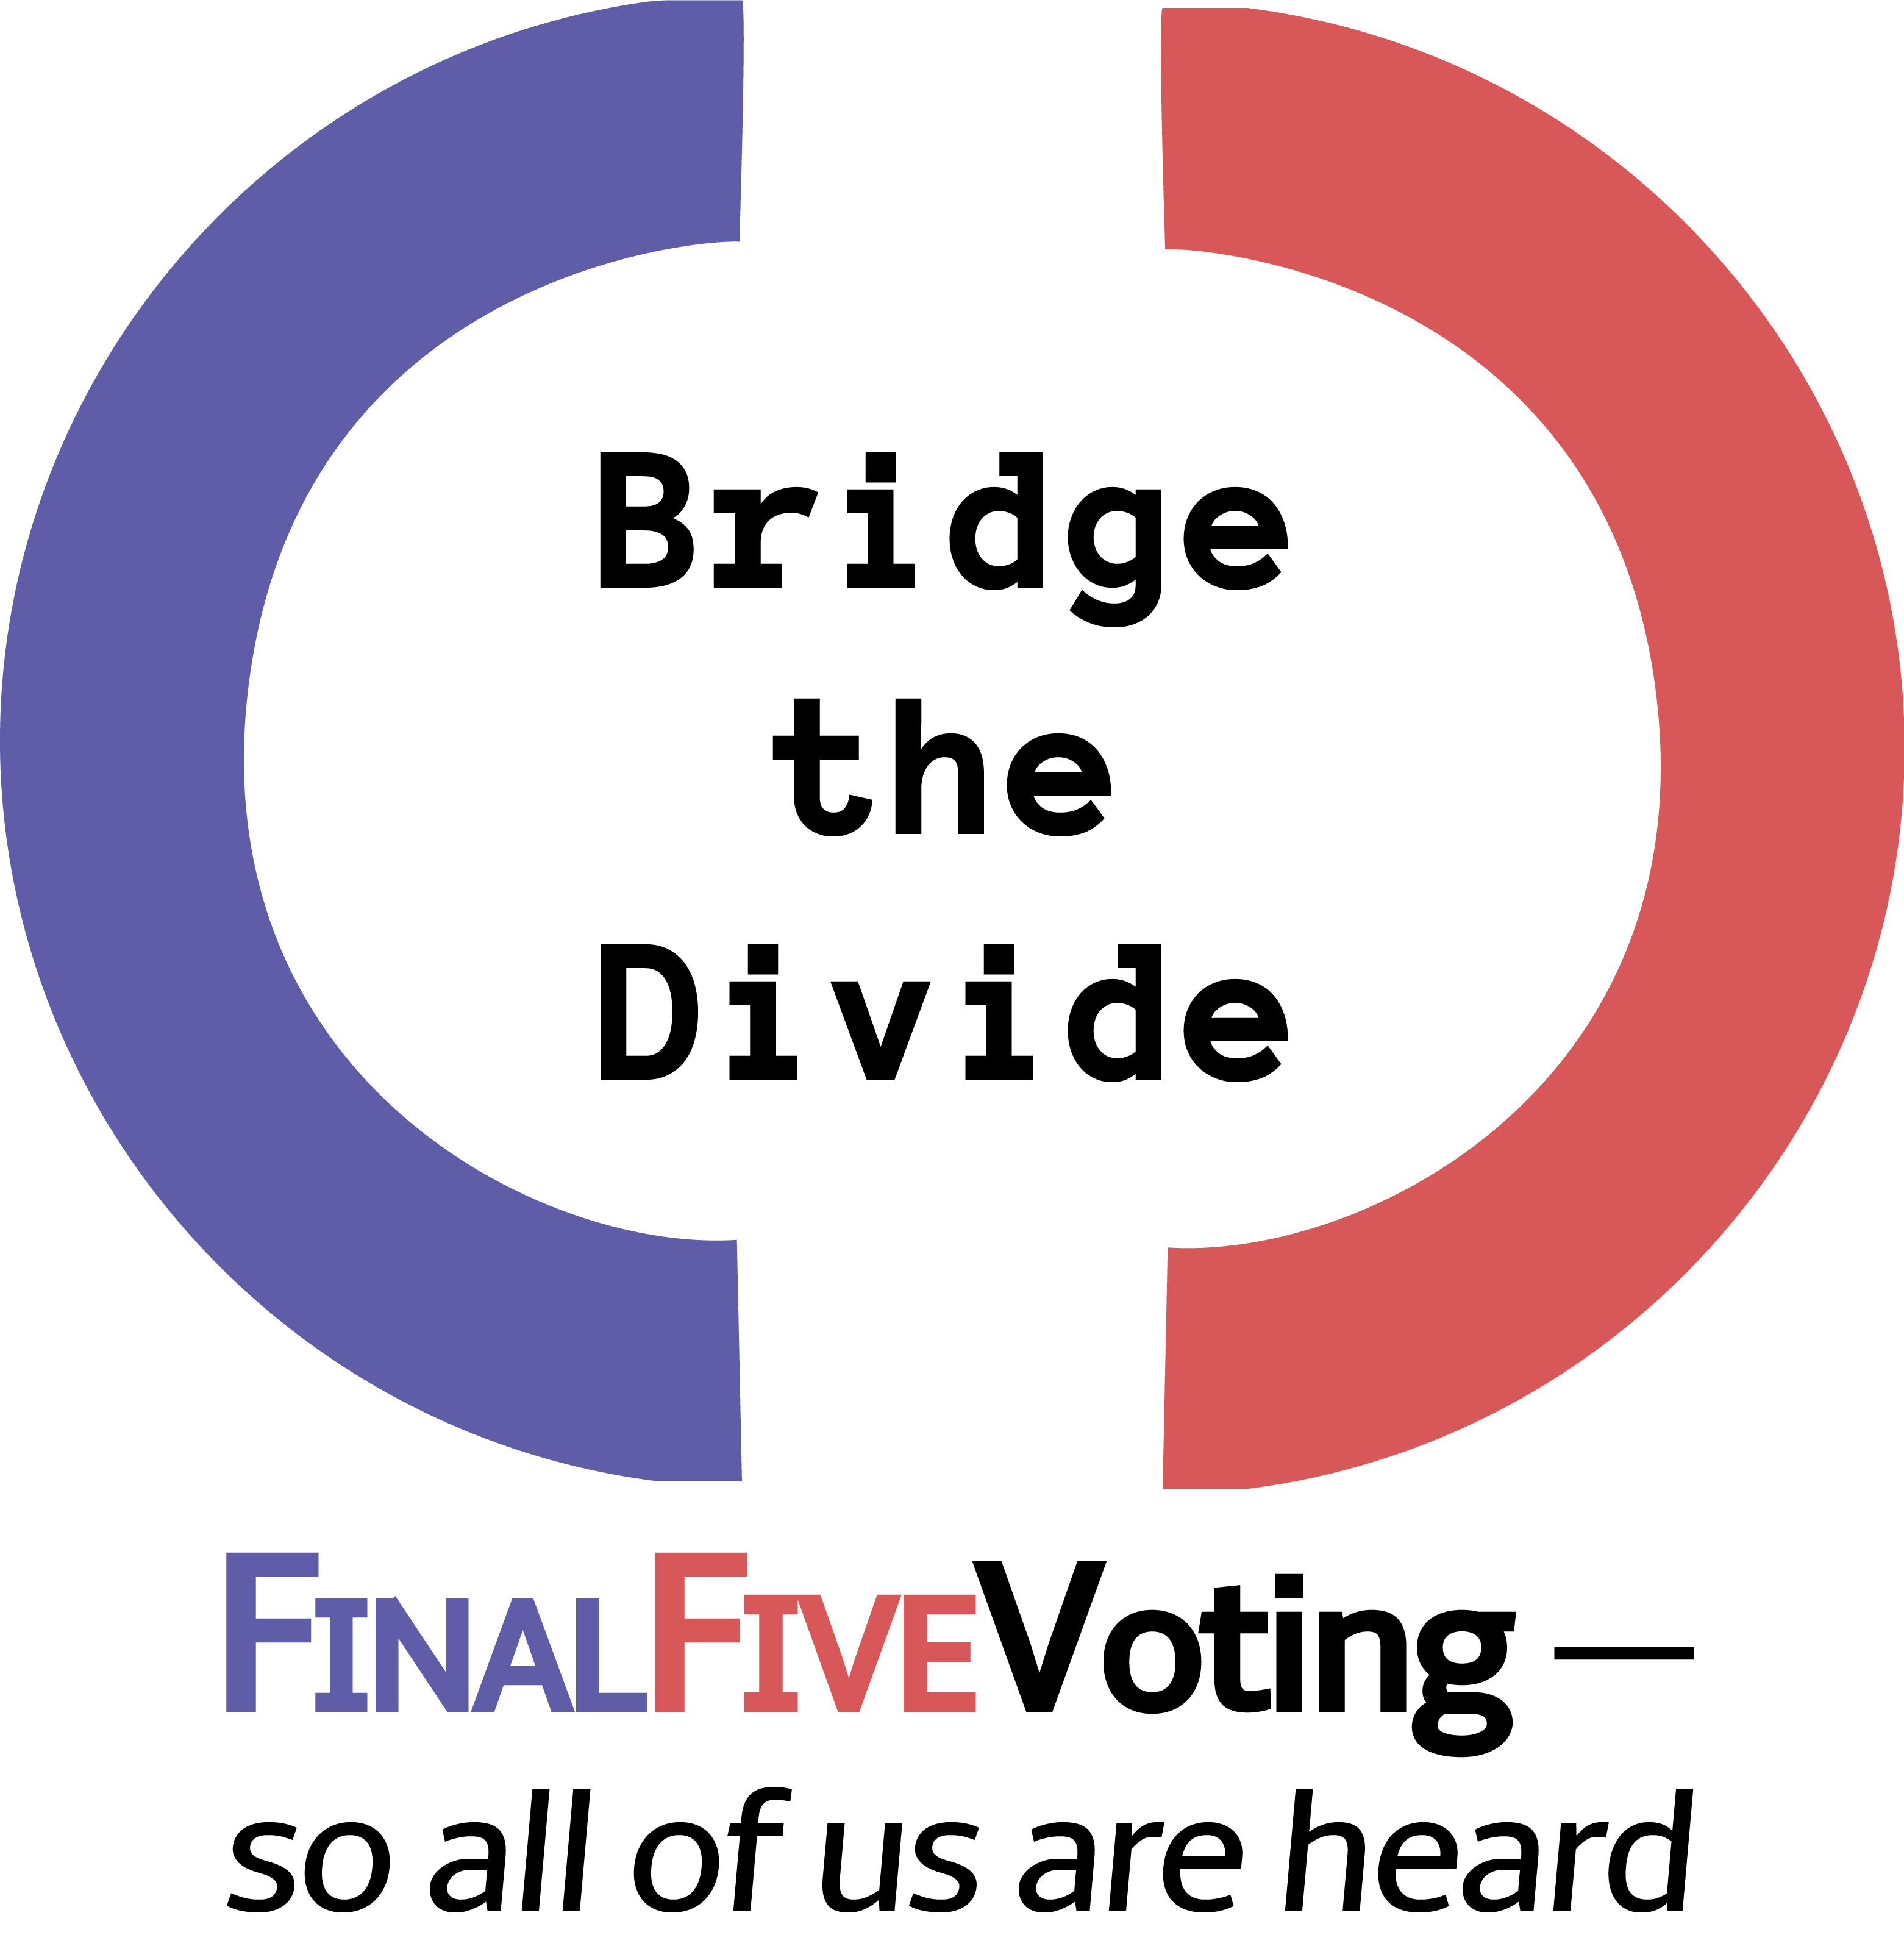 Bridge
the
Divide
FINALFIVEVoting —
so all of us are heard